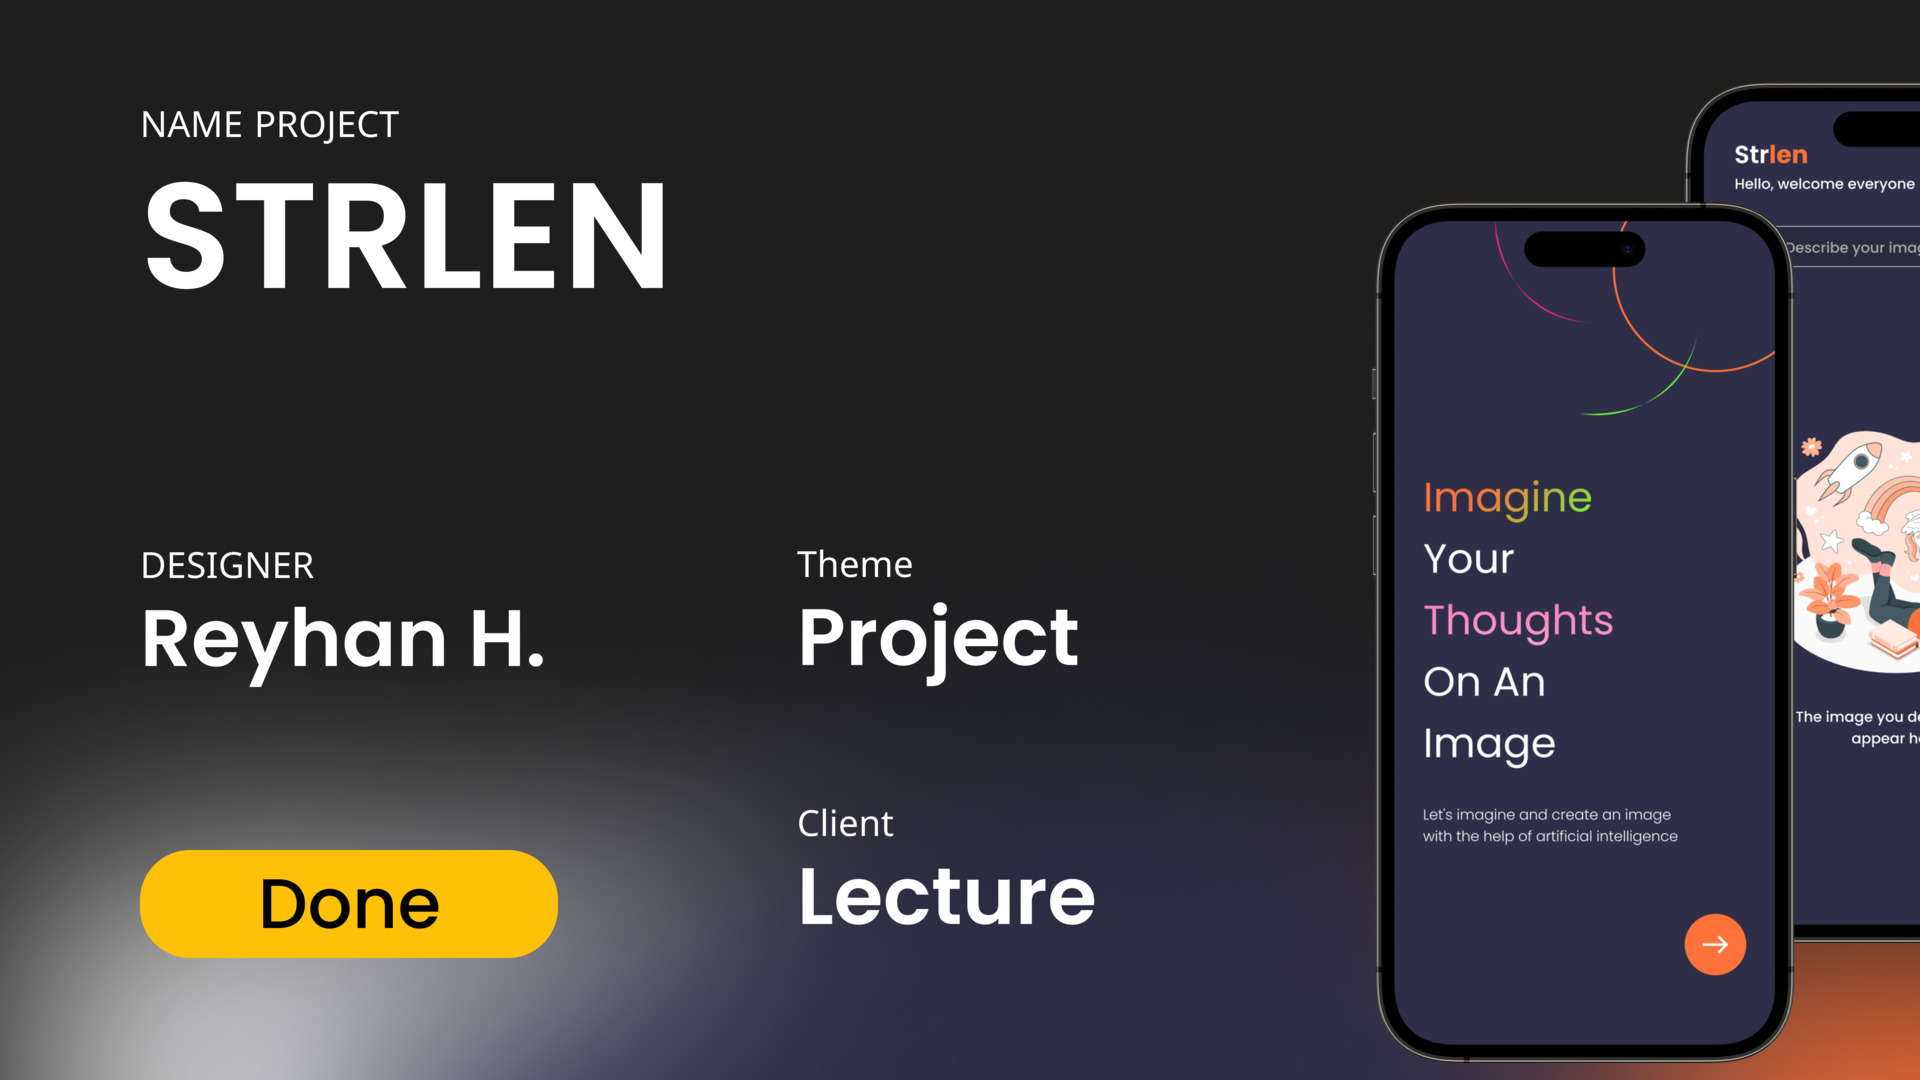 NAME PROJECT
STRLEN
DESIGNER
Reyhan H.
Theme
Project
Done
Client
Lecture
Imagine
Your
Thoughts
On An
Image
Let's imagine and create an image
with the help of artificial intelligence
Strlen
Hello, welcome everyone
Describe your
The image you
appear